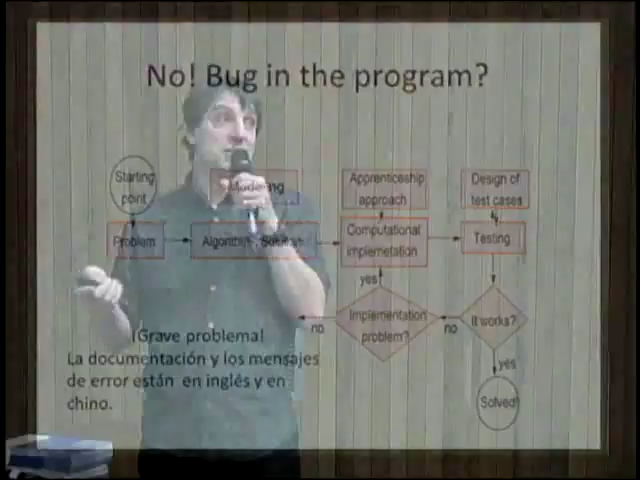 No! Bug in the program?
Starting
point
Modeling
Apprenticeship
approach
Design of
test cases
Problem
Computational
implemetation
Testing
yes
no
Implementation
problem?
no
It works?
yes
Solved!
¡Grave problema!
La documentación y los mensajes
de error están en inglés y en
chino.